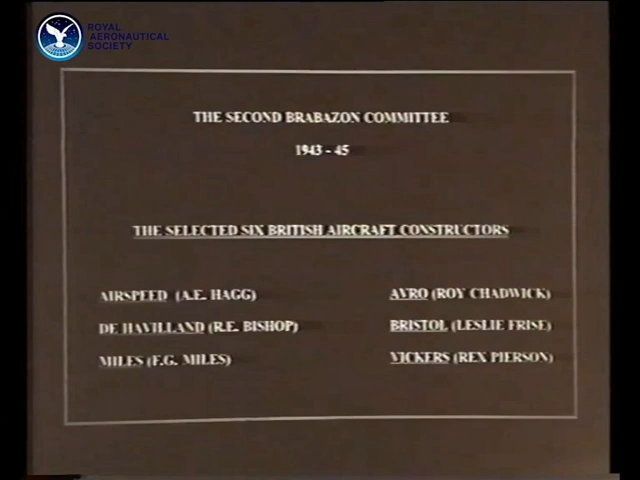 ROYAL
AERONAUTICAL
SOCIETY
THE SECOND BRABAZON COMMITTEE
1943 - 45
THE SELECTED SIX BRITISH AIRCRAFT CONSTRUCTORS
AIRSPEED (A.E. HAGG)
AVRO (ROY CHADWICK)
DE HAVILLAND (R.E. BISHOP)
BRISTOL (LESLIE FRISE)
MILES (F.G. MILES)
VICKERS (REX PIERSON)